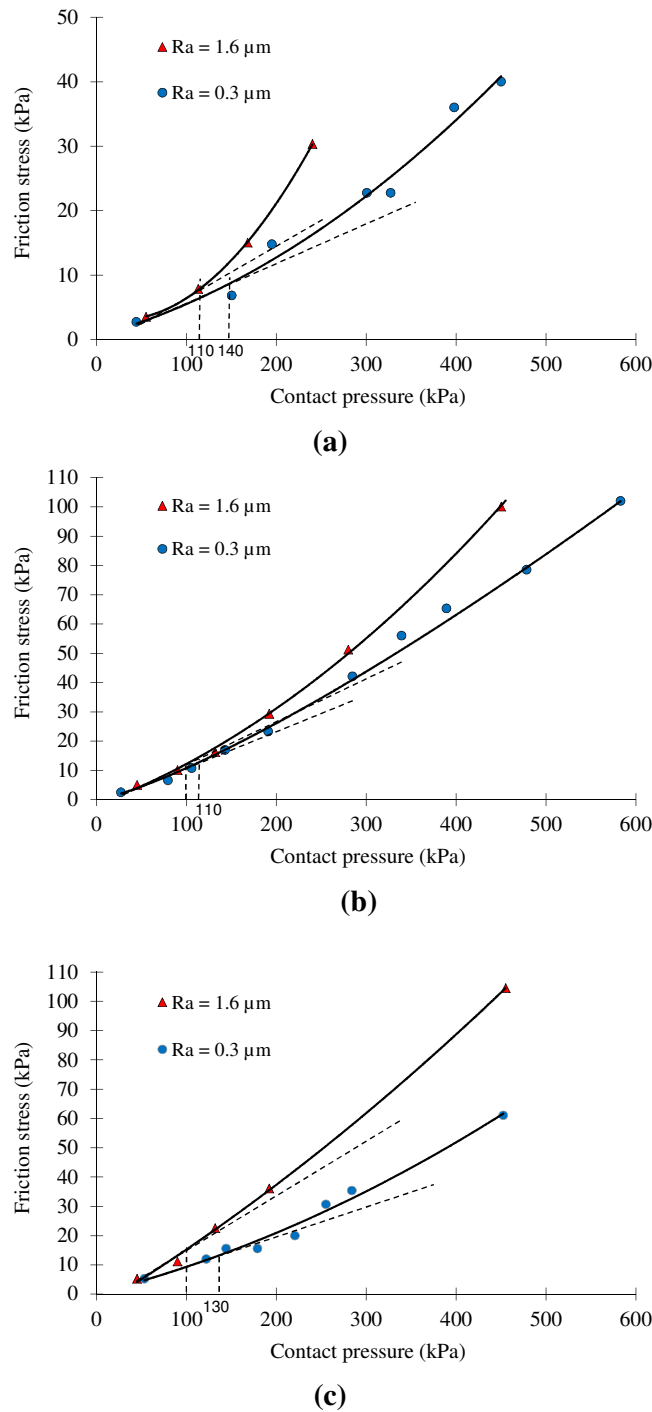 50
40
30
20
10
0
Friction stress (kPa)
Ra = 1.6 µm
Ra = 0.3 µm
110 140
0 100 200 300 400 500 600
Contact pressure (kPa)
(a)
110
100
90
80
70
60
50
40
30
20
10
0
Friction stress (kPa)
Ra = 1.6 µm
Ra = 0.3 µm
110
0 100 200 300 400 500 600
Contact pressure (kPa)
(b)
110
100
90
80
70
60
50
40
30
20
10
0
Friction stress (kPa)
Ra = 1.6 µm
Ra = 0.3 µm
130
0 100 200 300 400 500 600
Contact pressure (kPa)
(c)